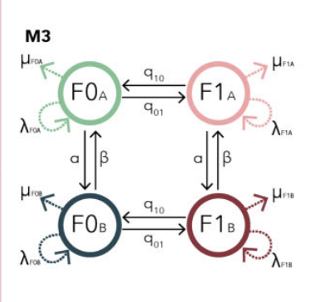 M3
μF0A q10 μF1A
F0A F1A
q01
λF0A λF1A
α β α β
μF0B q10 μF1B
F0B F1B
q01
λF0B λF1B